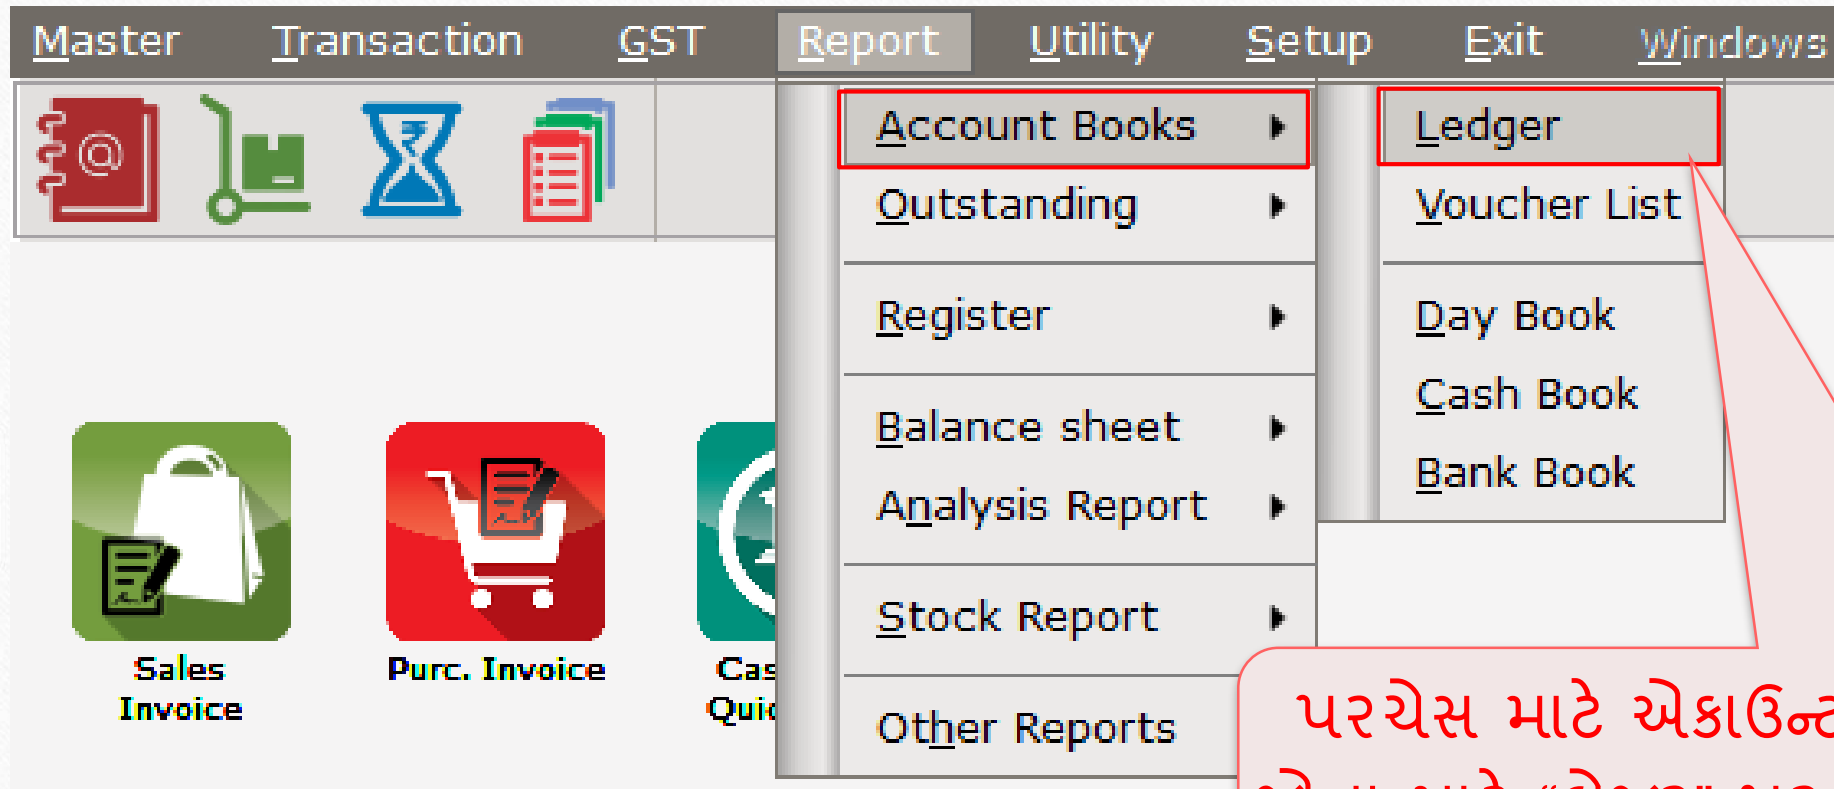 Master Transaction GST Report Utility Setup Exit Windows
Account Books
Outstanding
Register
Balance sheet
Analysis Report
Stock Report
Other Reports
Ledger
Voucher List
Day Book
Cash Book
Bank Book
Sales
Invoice
Purc. Invoice
પરચેસ માટે એકાઉન્ટ